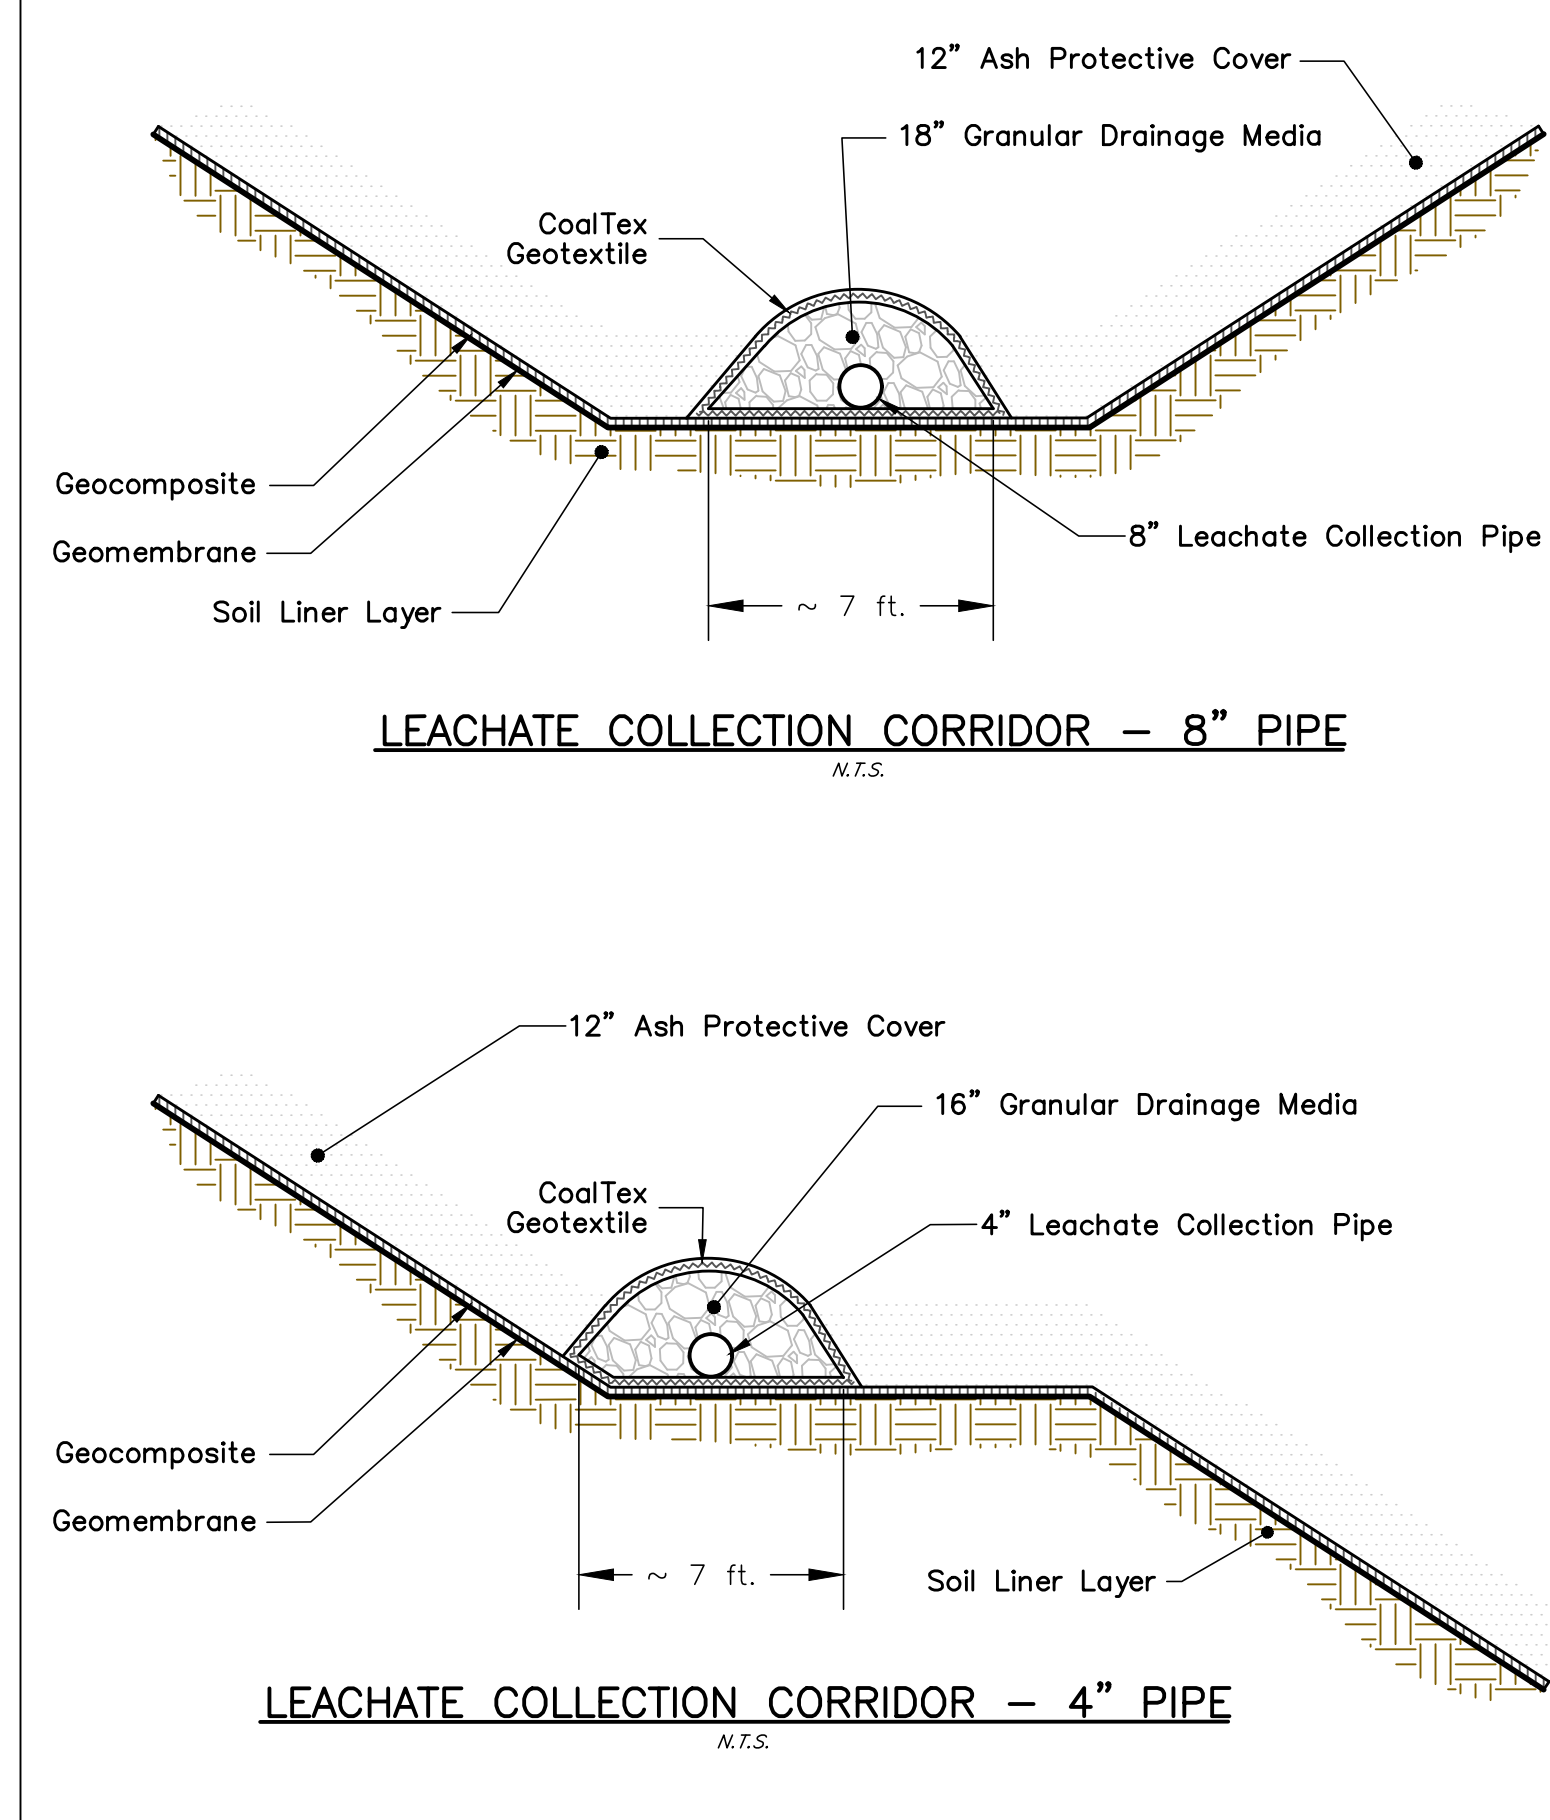 12” Ash Protective Cover
18” Granular Drainage Media
CoalTex
Geotextile
Geocomposite
8” Leachate Collection Pipe
Geomembrane
~ 7 ft.
Soil Liner Layer
LEACHATE COLLECTION CORRIDOR – 8” PIPE
N.T.S.
12” Ash Protective Cover
16” Granular Drainage Media
CoalTex
Geotextile
4” Leachate Collection Pipe
Geocomposite
Geomembrane
~ 7 ft.
Soil Liner Layer
LEACHATE COLLECTION CORRIDOR – 4” PIPE
N.T.S.